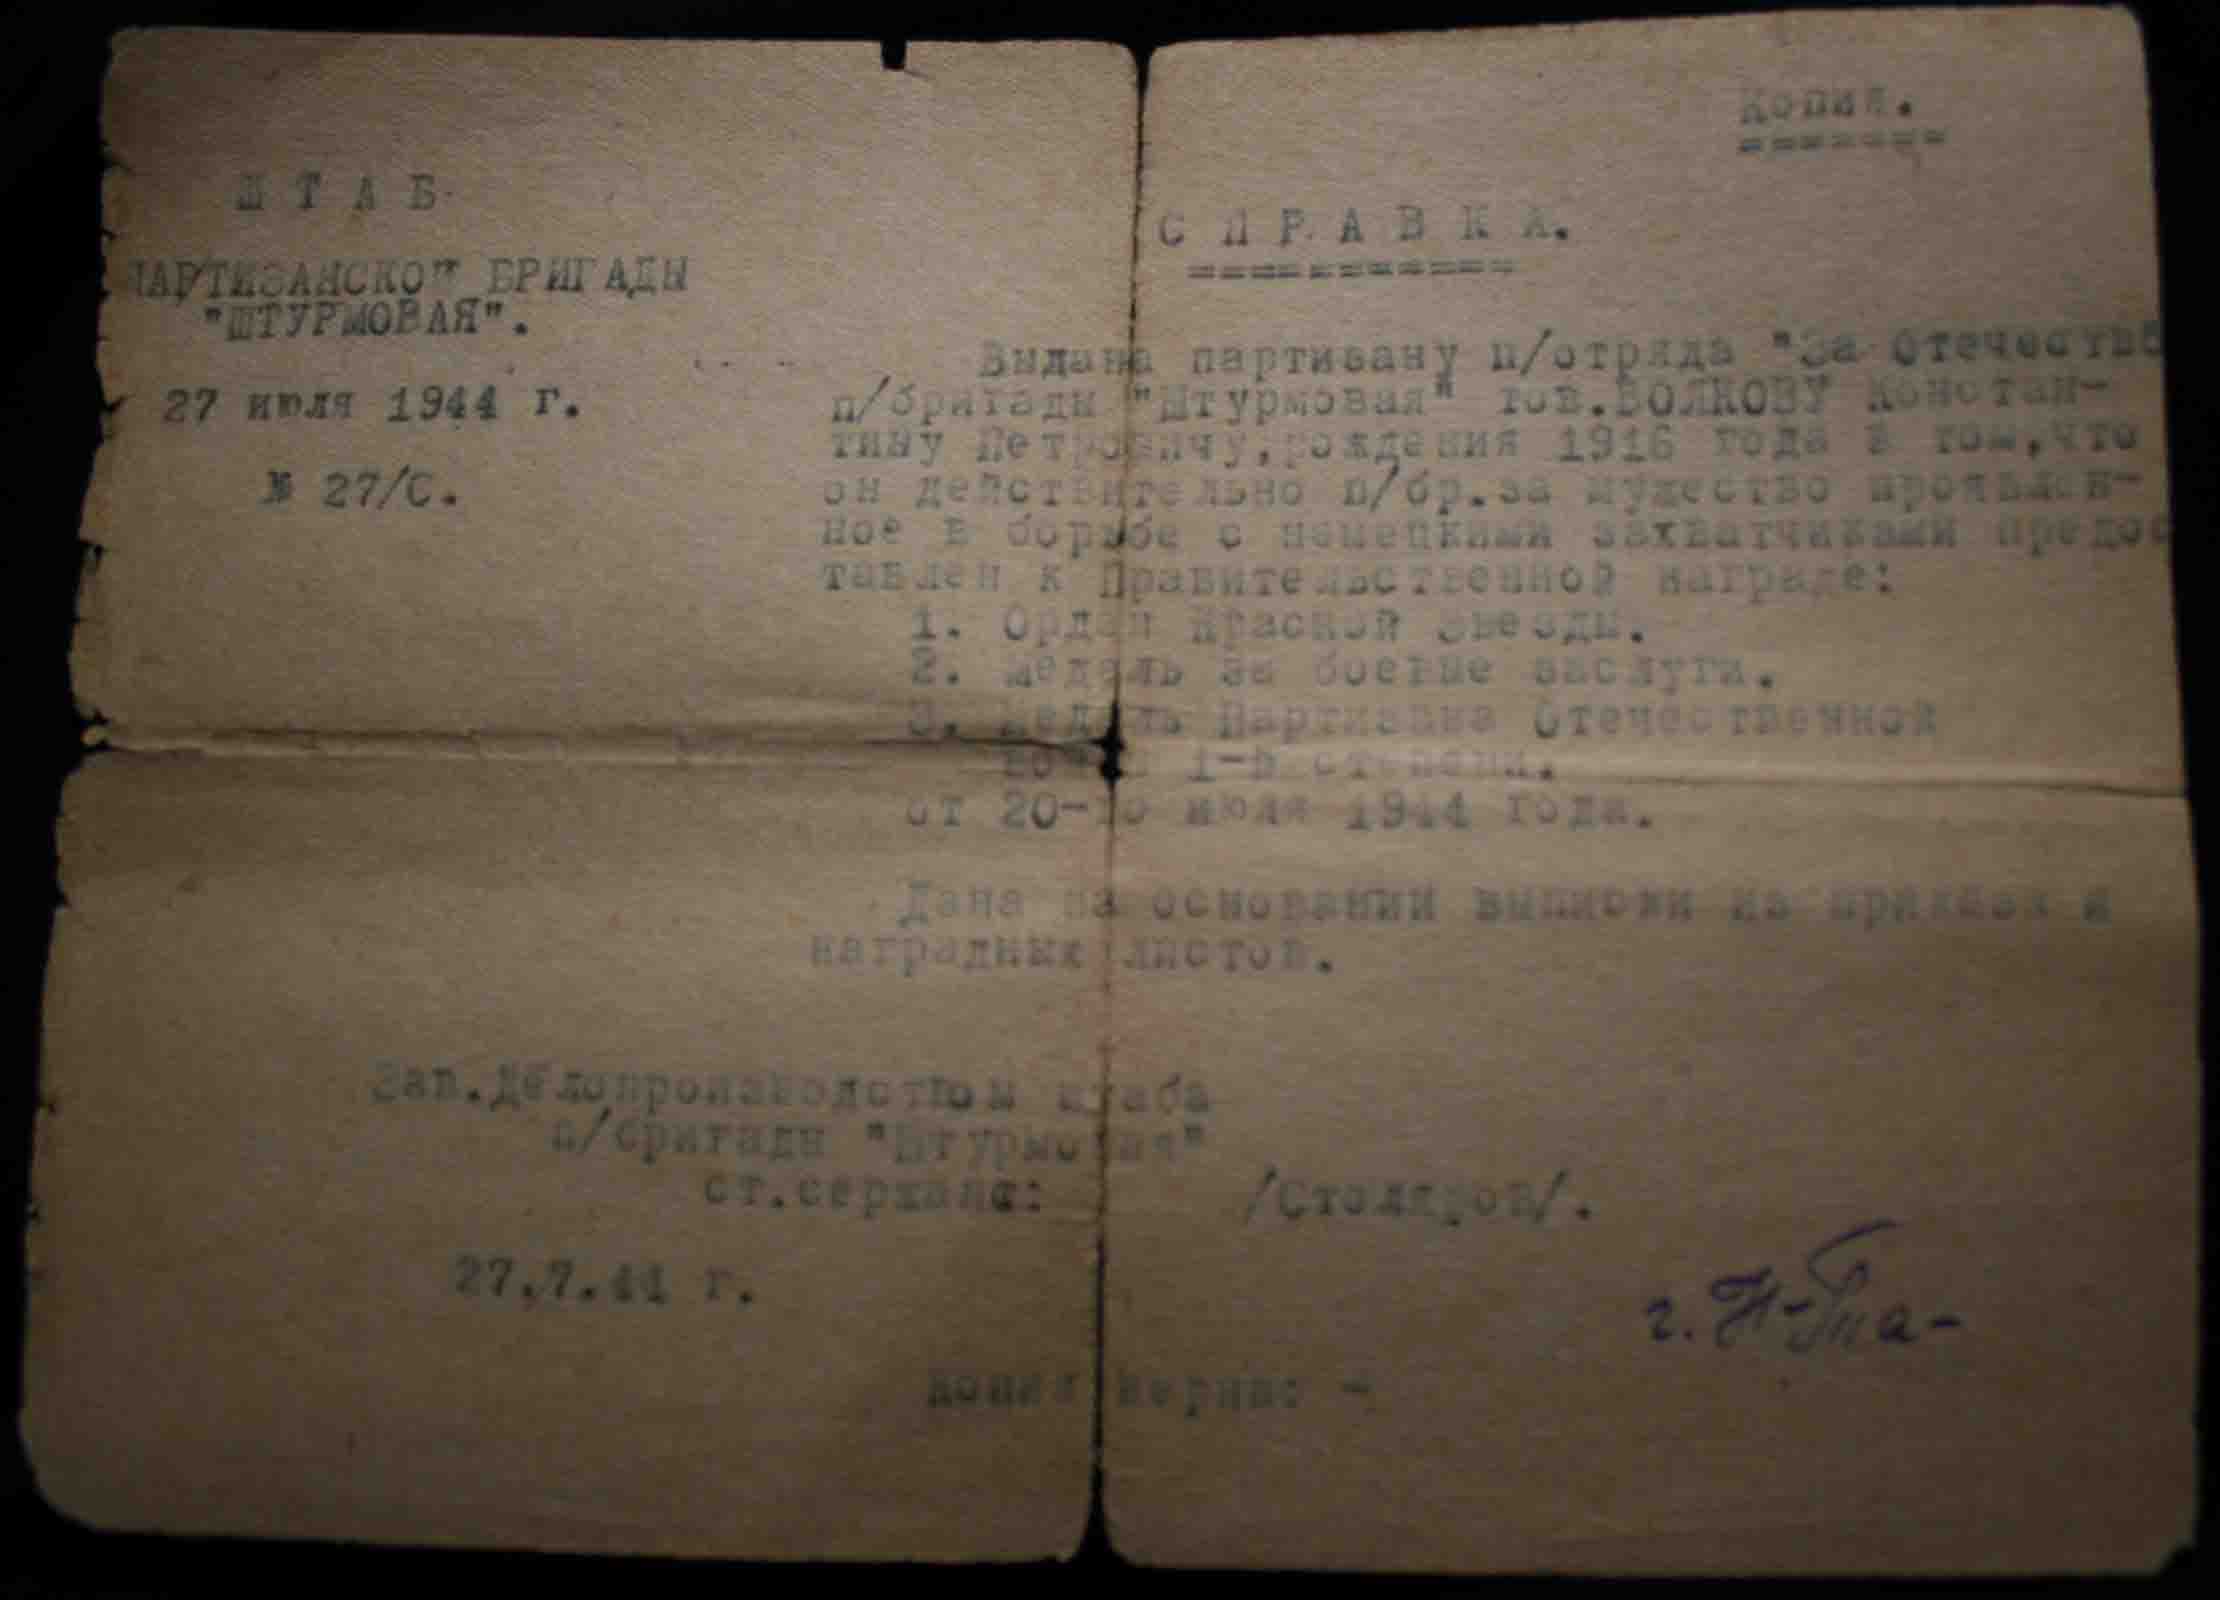 Копия.
ШТАБ
ПАРТИЗАНСКОЙ БРИГАДЫ
"ШТУРМОВАЯ".
27 июля 1944 г.
№ 27/С.
СПРАВКА.
Выдана партизану п/отряда "За Отечество
п/бригады "Штурмовая" тов.ВОЛКОВУ Констан-
тину Петровичу,рождения 1916 года в том,что
он действительно п/бр.за мужество проявлен-
ное в борьбе с немецкими захватчиками предос
тавлен к Правительственной награде:
1. Орден Красной Звезды.
2. Медаль за боевые заслуги.
3. Медаль Партизана Отечественной
войны 1-й степени.
от 20-го июля 1944 года.
Дана на основании выписки из приказа и
наградных листов.
Зав.Делопроизводством штаба
п/бригады "Штурмовая"
ст.сержант:
/Столяров/.
27.7.44 г.
Копия верна: -